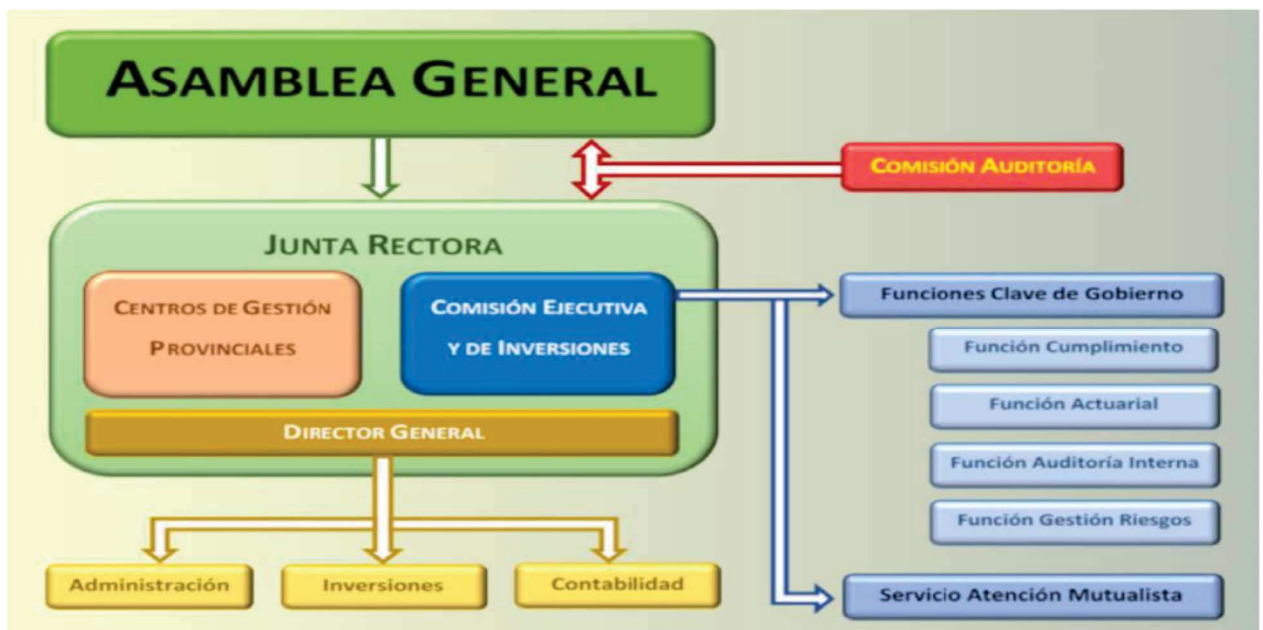 ASAMBLEA GENERAL
COMISIÓN AUDITORÍA
JUNTA RECTORA
CENTROS DE GESTIÓN
PROVINCIALES
COMISIÓN EJECUTIVA
Y DE INVERSIONES
DIRECTOR GENERAL
Administración
Inversiones
Contabilidad
Funciones Clave de Gobierno
Función Cumplimiento
Función Actuarial
Función Auditoría Interna
Función Gestión Riesgos
Servicio Atención Mutualista